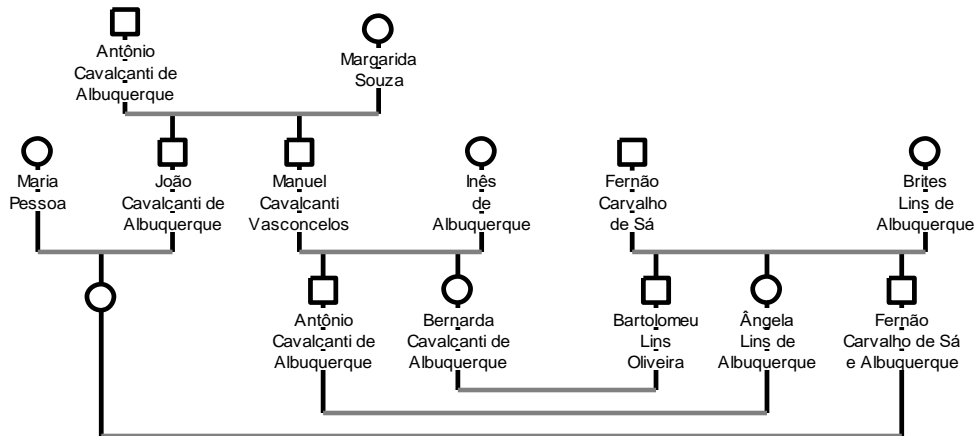 Antônio
Cavalcanti de
Albuquerque
Margarida
Souza
Maria
Pessoa
João
Cavalcanti de
Albuquerque
Manuel
Cavalcanti
Vasconcelos
Inês
de
Albuquerque
Fernão
Carvalho
de Sá
Brites
Lins de
Albuquerque
Antônio
Cavalcanti de
Albuquerque
Bernarda
Cavalcanti de
Albuquerque
Bartolomeu
Lins
Oliveira
Ângela
Lins de
Albuquerque
Fernão
Carvalho de Sá
e Albuquerque